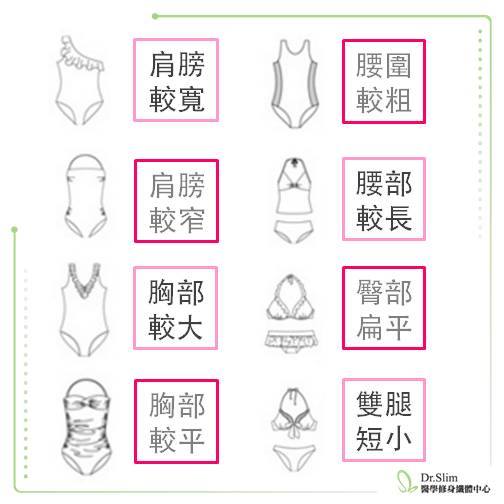 肩膀
較寬
腰圍
較粗
肩膀
較窄
腰部
較長
胸部
較大
臀部
扁平
胸部
較平
雙腿
短小
Dr.Slim
醫學修身纖體中心